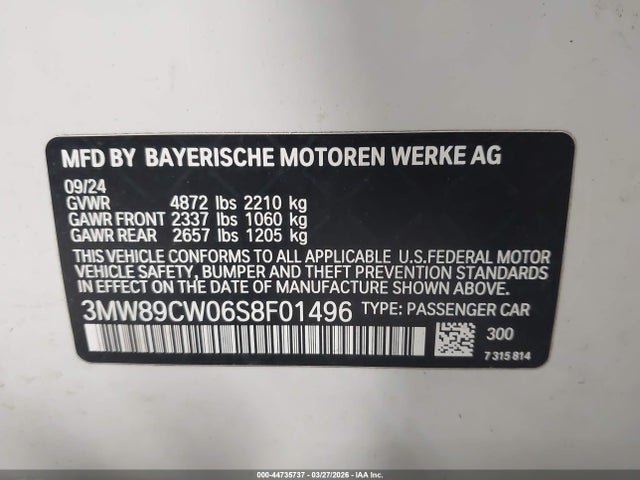 MFD BY BAYERISCHE MOTOREN WERKE AG
09/24
GVWR 4872 lbs 2210 kg
GAWR FRONT 2337 lbs 1060 kg
GAWR REAR 2657 lbs 1205 kg
THIS VEHICLE CONFORMS TO ALL APPLICABLE U.S.FEDERAL MOTOR
VEHICLE SAFETY, BUMPER AND THEFT PREVENTION STANDARDS
IN EFFECT ON THE DATE OF MANUFACTURE SHOWN ABOVE.
3MW89CW06S8F01496 TYPE: PASSENGER CAR
300
7 315 814
000-44735737 - 03/27/2026 - IAA Inc.